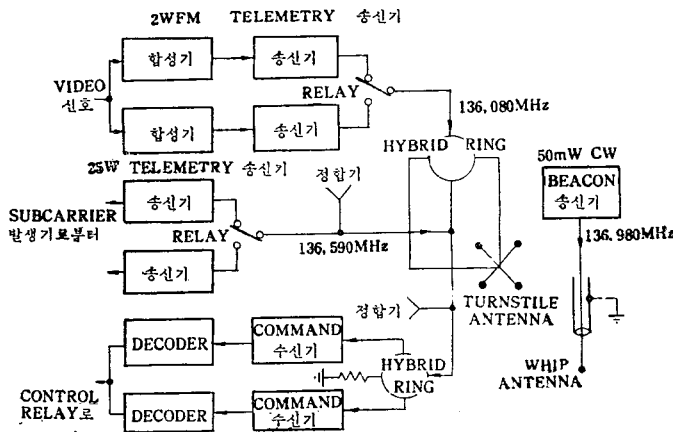 2WFM TELEMETRY 송신기
합성기
송신기
VIDEO
신호
RELAY
합성기
송신기
136,080MHz
HYBRID RING
50mW CW
BEACON
송신기
25W TELEMETRY 송신기
정합기
송신기
SUBCARRIER
발생기로부터
RELAY
136,590MHz
136,980MHz
송신기
TURNSTILE
ANTENNA
정합기
DECODER
COMMAND
수신기
HYBRID
RING
WHIP
ANTENNA
CONTROL
RELAY로
DECODER
COMMAND
수신기